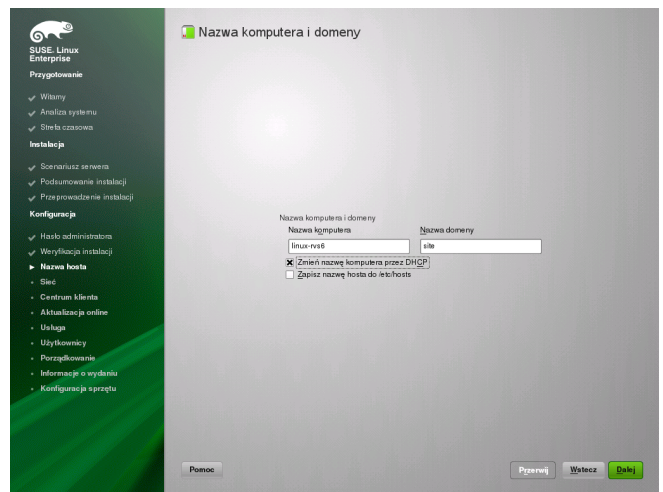 SUSE. Linux
Enterprise
Przygotowanie
Witamy
Analiza systemu
Strefa czasowa
Instalacja
Scenariusz serwera
Podsumowanie instalacji
Przeprowadzenie instalacji
Konfiguracja
Hasło administratora
Weryfikacja instalacji
Nazwa hosta
Sieć
Centrum klienta
Aktualizacja online
Usługa
Użytkownicy
Porządkowanie
Informacje o wydaniu
Konfiguracja sprzętu
Nazwa komputera i domeny
Nazwa komputera i domeny
Nazwa komputera Nazwa domeny
linux-rvs6 site
Zmień nazwę komputera przez DHCP
Zapisz nazwę hosta do /etc/hosts
Pomoc Przerwij Wstecz Dalej